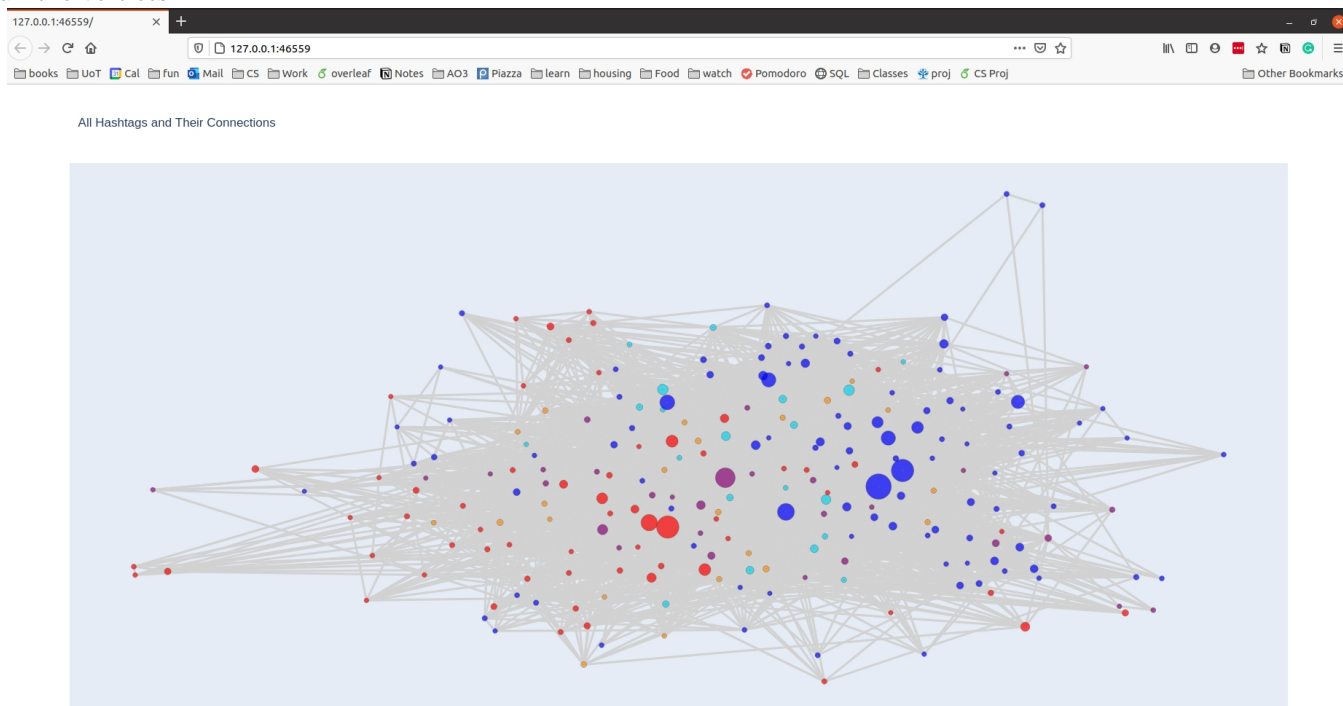 127.0.0.1:46559/
127.0.0.1:46559
books UoT Cal fun Mail CS Work overleaf Notes AO3 Piazza learn housing Food watch Pomodoro SQL Classes proj CS Proj Other Bookmarks
All Hashtags and Their Connections